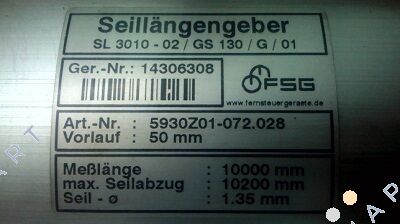 Seillängengeber
SL 3010 - 02 / GS 130 / G / 01
Ger.-Nr.: 14306308
FSG
www.fernsteuergeraete.de
Art.-Nr. : 5930Z01-072.028
Vorlauf : 50 mm
Meßlänge : 10000 mm
max. Seilabzug : 10200 mm
Seil - ø : 1.35 mm